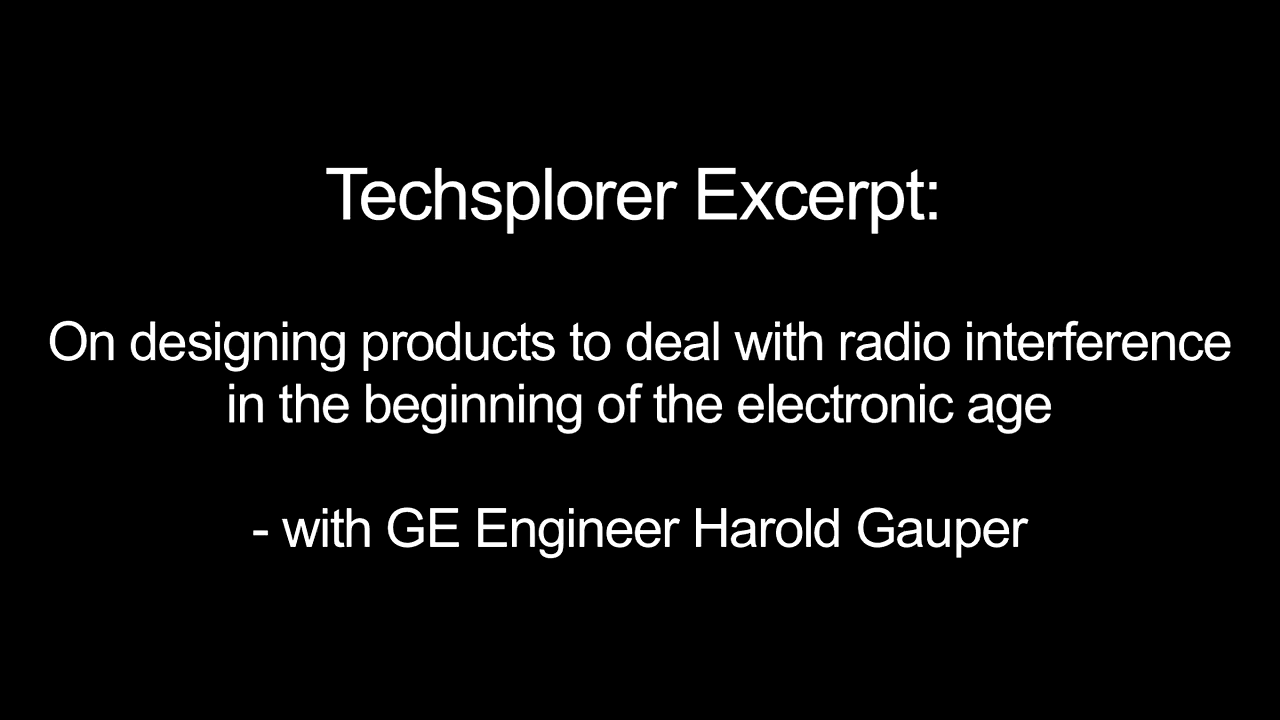 Techsplorer Excerpt:
On designing products to deal with radio interference
in the beginning of the electronic age
- with GE Engineer Harold Gauper